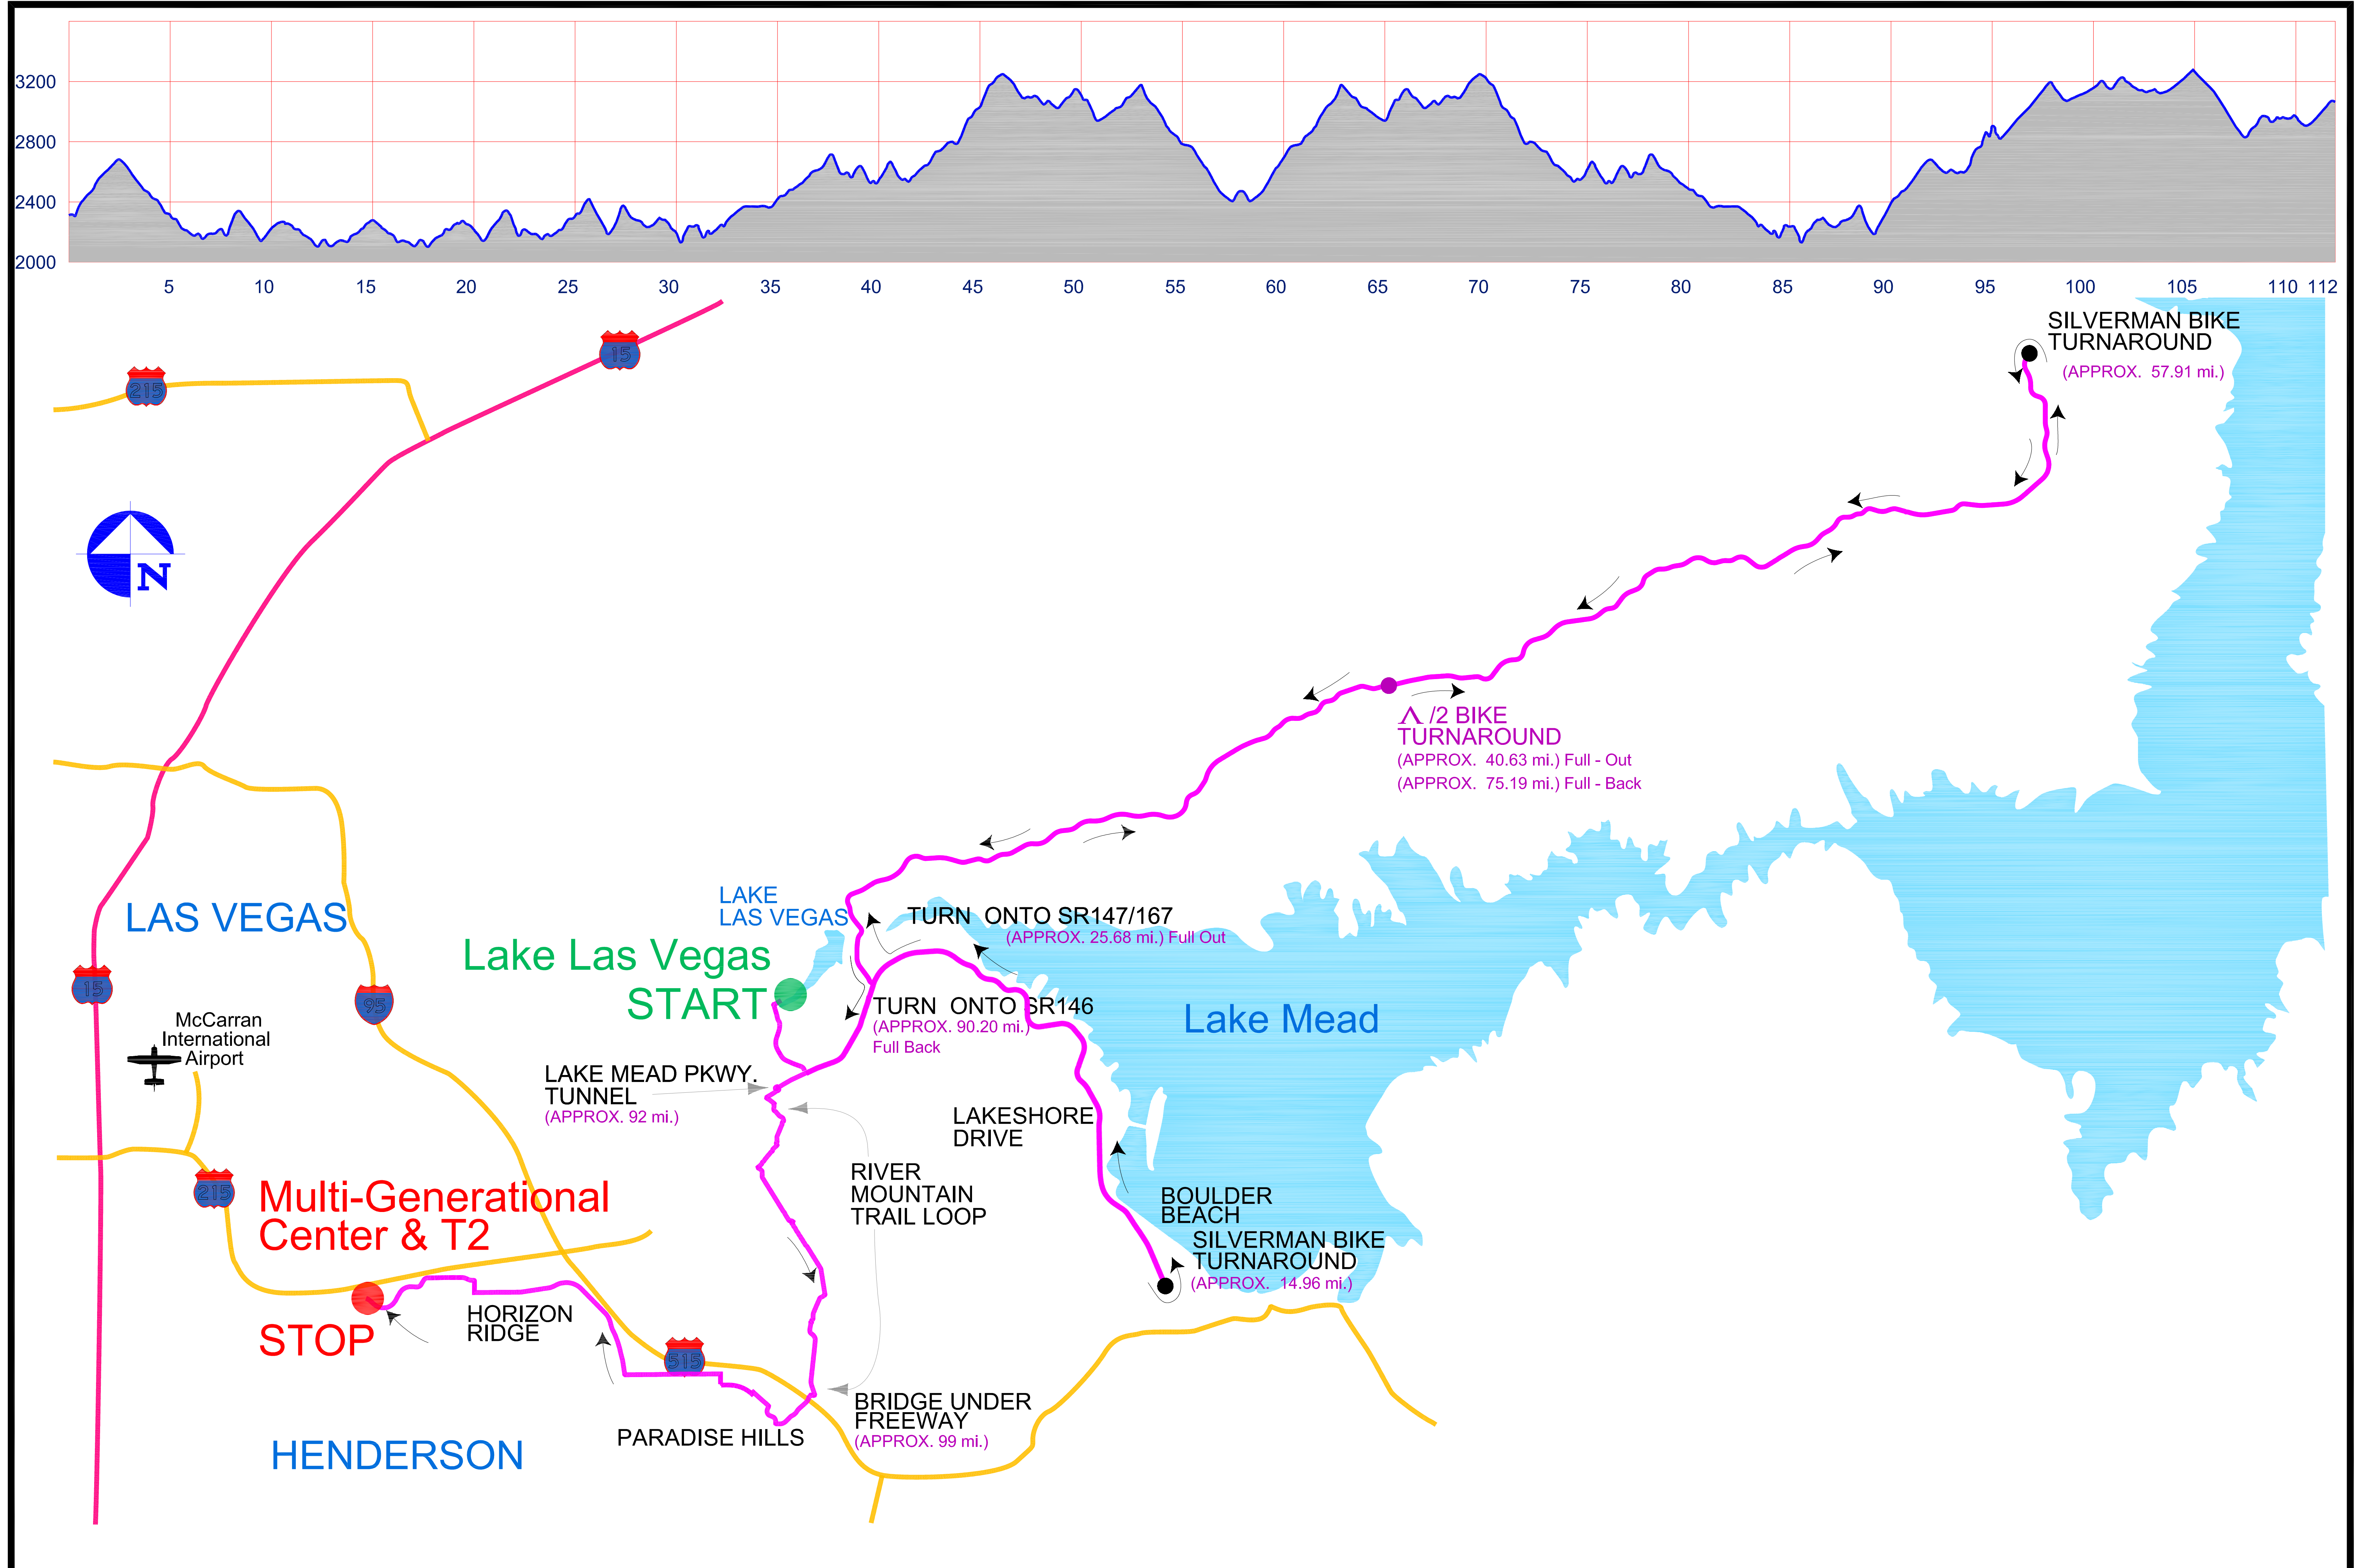 3200
2800
2400
2000
5 10 15 20 25 30 35 40 45 50 55 60 65 70 75 80 85 90 95 100 105 110 112
SILVERMAN BIKE
TURNAROUND
(APPROX. 57.91 mi.)
15
215
N
/2 BIKE
TURNAROUND
(APPROX. 40.63 mi.) Full - Out
(APPROX. 75.19 mi.) Full - Back
LAKE
LAS VEGAS
LAS VEGAS
TURN ONTO SR147/167
(APPROX. 25.68 mi.) Full Out
Lake Las Vegas
START
15
95
TURN ONTO SR146
(APPROX. 90.20 mi.)
Full Back
Lake Mead
McCarran
International
Airport
LAKE MEAD PKWY.
TUNNEL
(APPROX. 92 mi.)
LAKESHORE
DRIVE
RIVER
MOUNTAIN
TRAIL LOOP
215
Multi-Generational
Center & T2
BOULDER
BEACH
SILVERMAN BIKE
TURNAROUND
(APPROX. 14.96 mi.)
HORIZON
RIDGE
STOP
515
BRIDGE UNDER
FREEWAY
(APPROX. 99 mi.)
PARADISE HILLS
HENDERSON